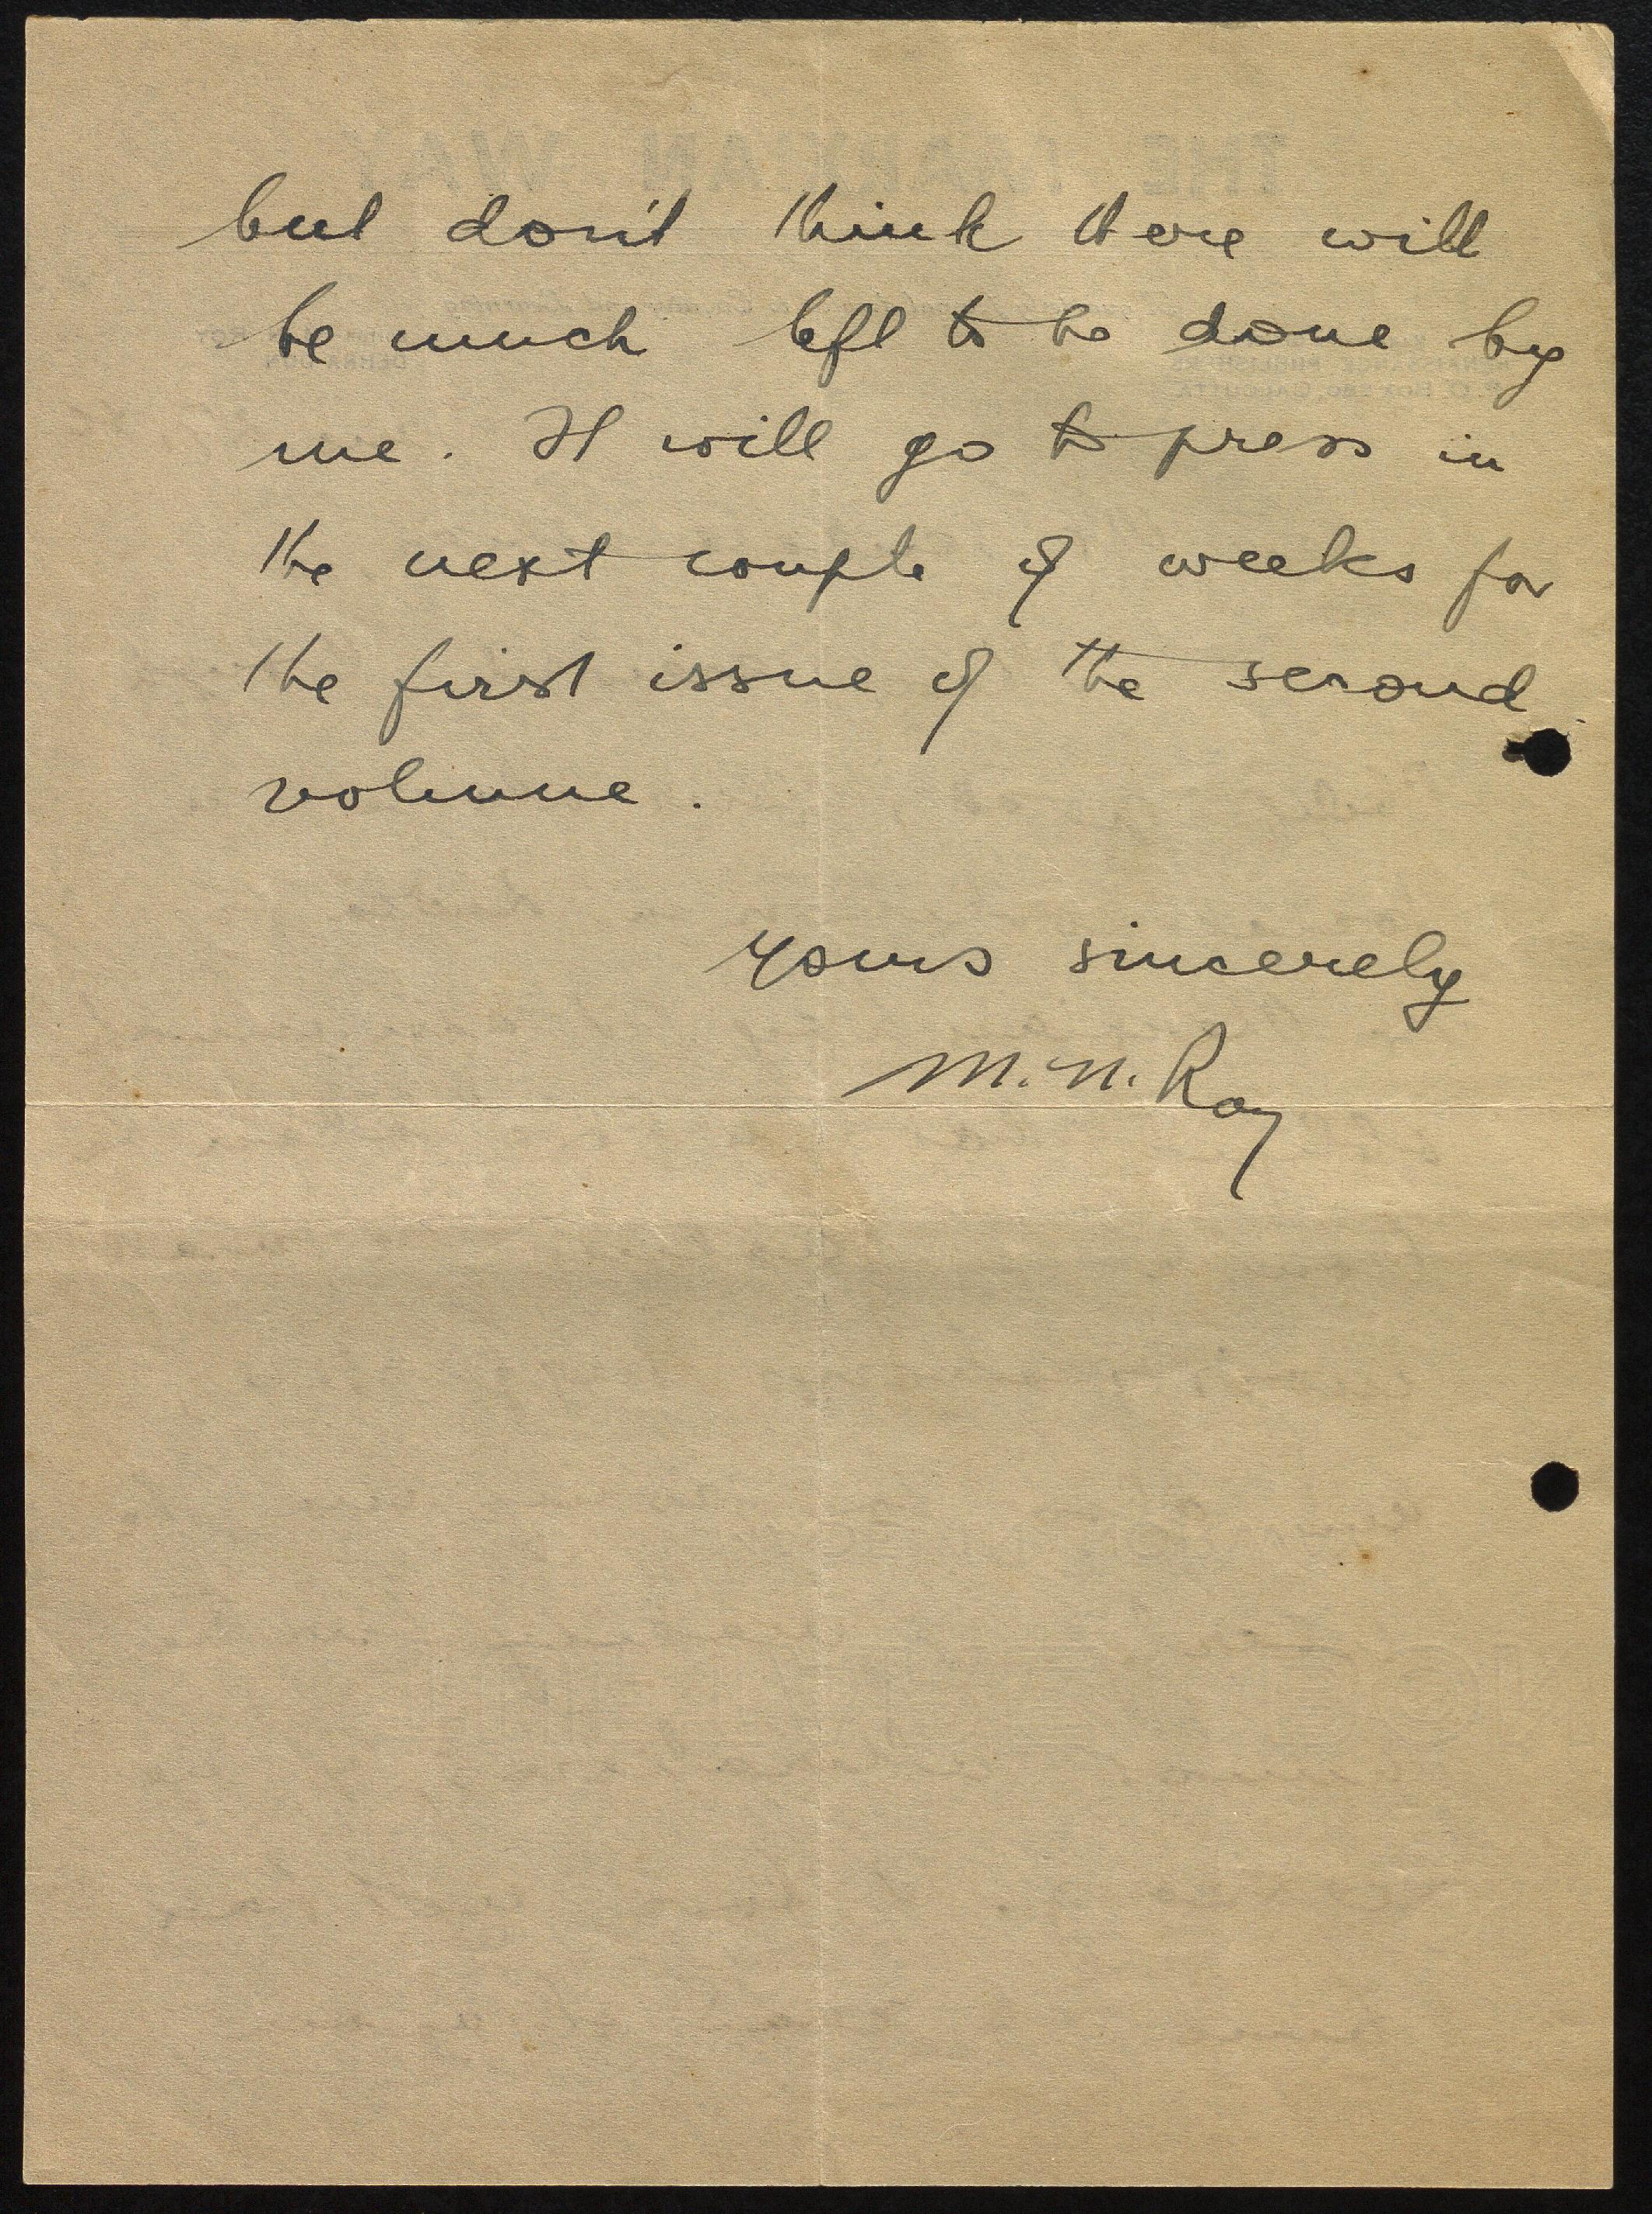 but don't think there will
be much left to be done by
me. It will go to press in
the next couple of weeks for
the first issue of the second
volume.
Yours sincerely
M. N. Roy